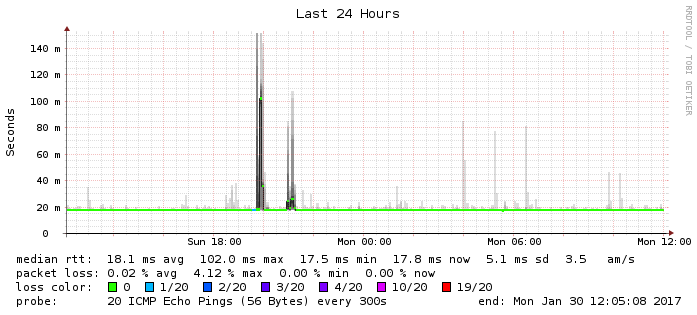 Last 24 Hours
RRDTOOL / TOBI OETIKER
Seconds
140 m
120 m
100 m
80 m
60 m
40 m
20 m
0
Sun 18:00 Mon 00:00 Mon 06:00 Mon 12:00
median rtt: 18.1 ms avg 102.0 ms max 17.5 ms min 17.8 ms now 5.1 ms sd 3.5 am/s
packet loss: 0.02 % avg 4.12 % max 0.00 % min 0.00 % now
loss color: 0 1/20 2/20 3/20 4/20 10/20 19/20
probe: 20 ICMP Echo Pings (56 Bytes) every 300s end: Mon Jan 30 12:05:08 2017